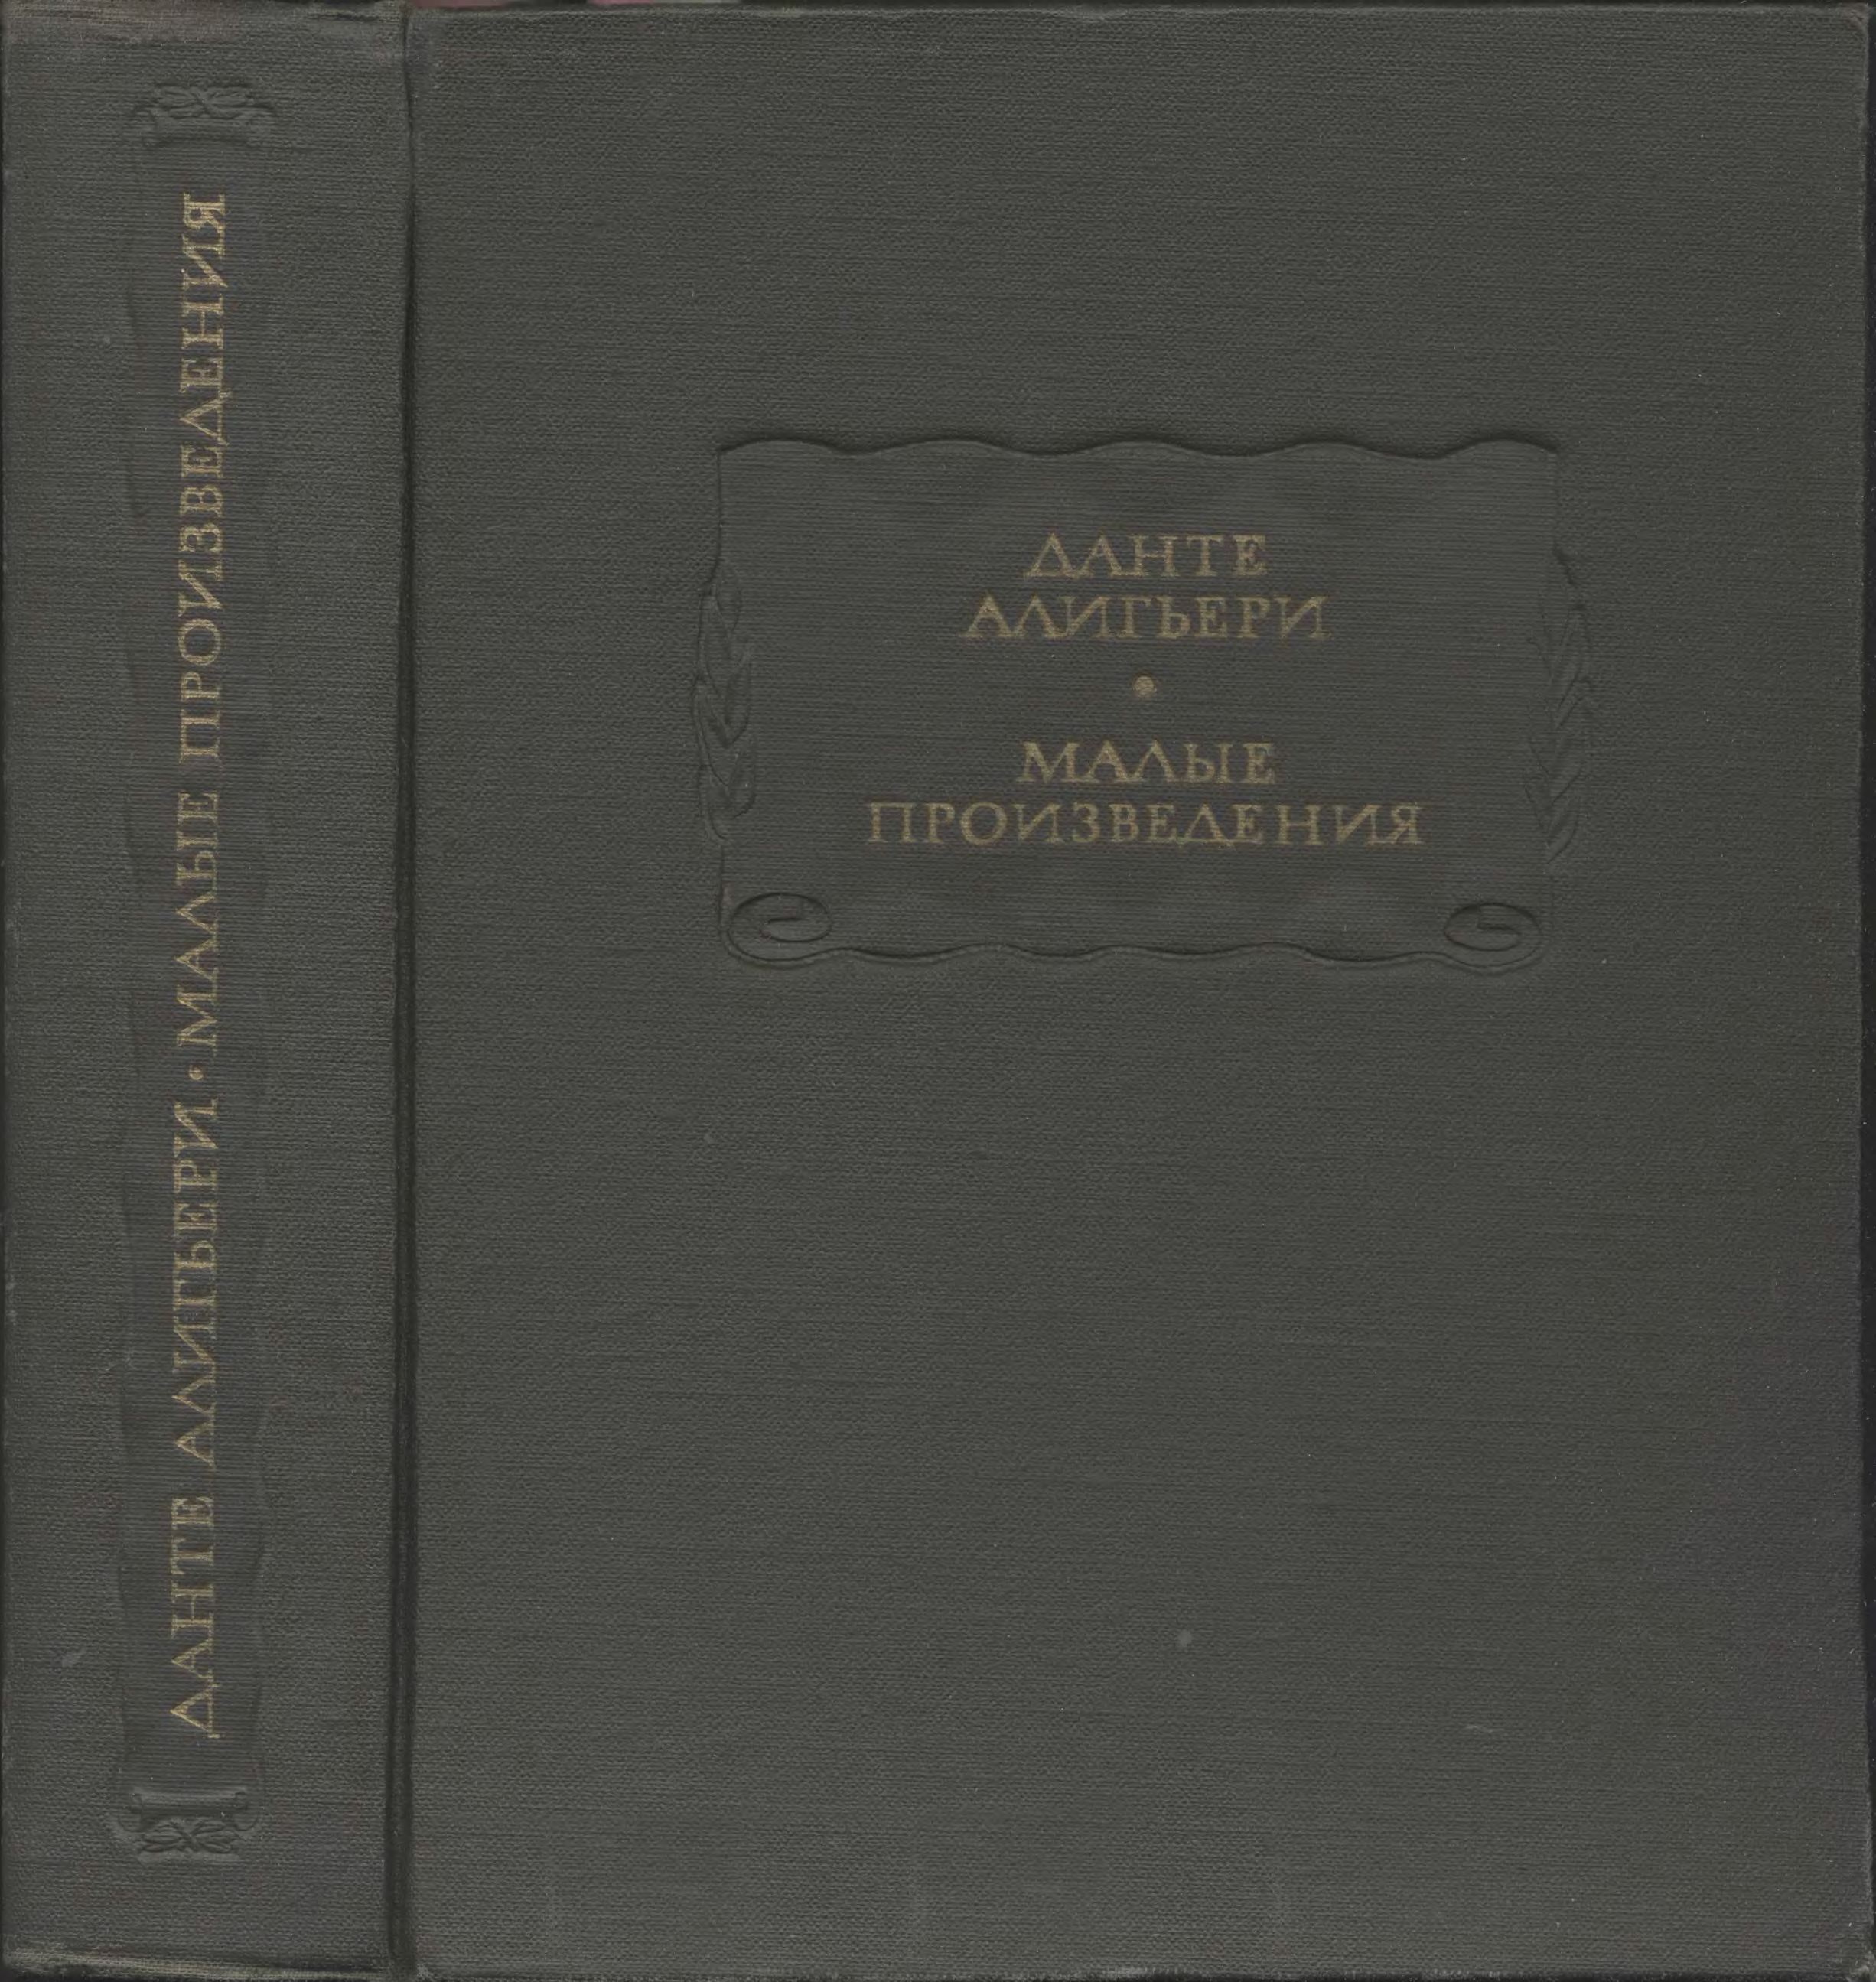 ДАНТЕ АЛИГЬЕРИ • МАЛЫЕ ПРОИЗВЕДЕНИЯ
ДАНТЕ
АЛИГЬЕРИ
•
МАЛЫЕ
ПРОИЗВЕДЕНИЯ